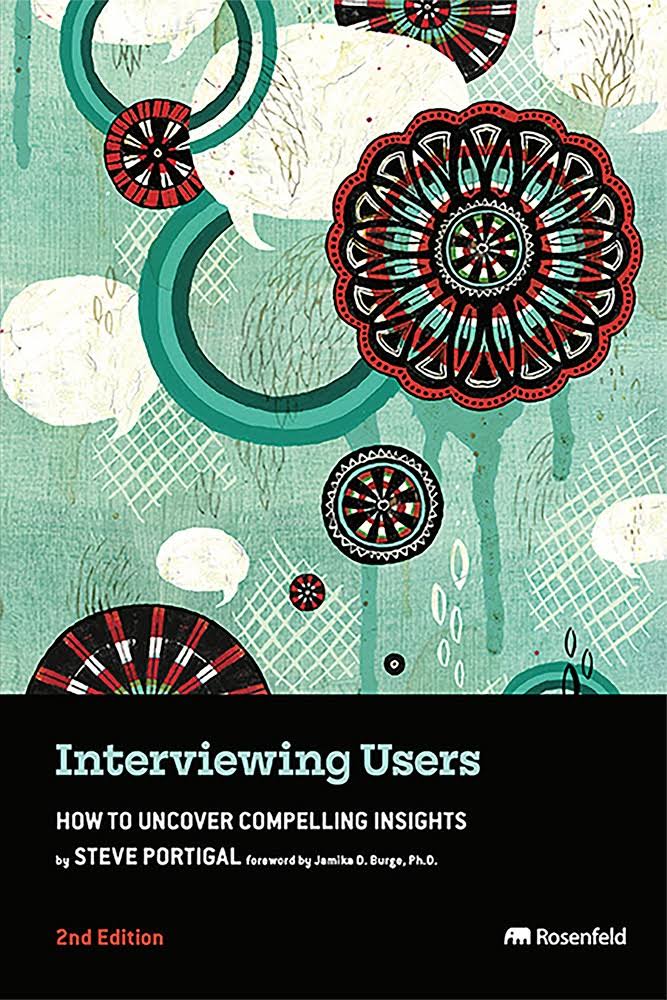 Interviewing Users
HOW TO UNCOVER COMPELLING INSIGHTS
by STEVE PORTIGAL foreword by Jamika D. Burge, Ph.D.
2nd Edition
Rosenfeld